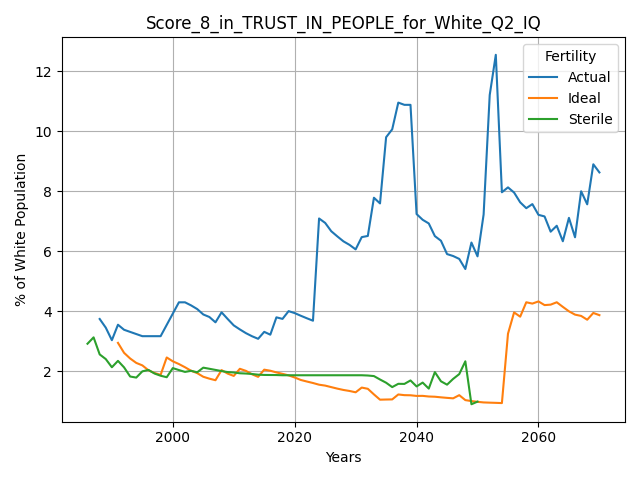 Score_8_in_TRUST_IN_PEOPLE_for_White_Q2_IQ
Fertility
Actual
Ideal
Sterile
% of White Population
12
10
8
6
4
2
2000
2020
2040
2060
Years